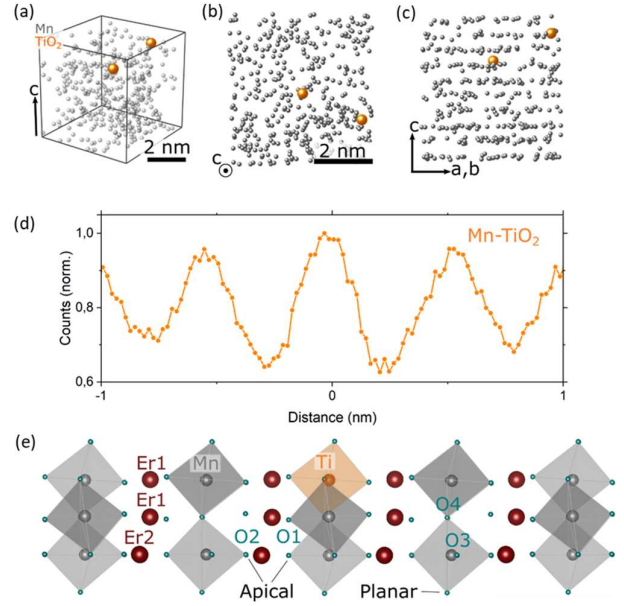 (a)
Mn
TiO₂
c
2 nm
(b)
c
2 nm
(c)
c
a,b
(d)
1,0
0,8
0,6
Counts (norm.)
Mn-TiO₂
-1
0
1
Distance (nm)
(e)
Er1
Mn
Ti
Er1
O4
Er2
O2
O1
O3
Apical
Planar